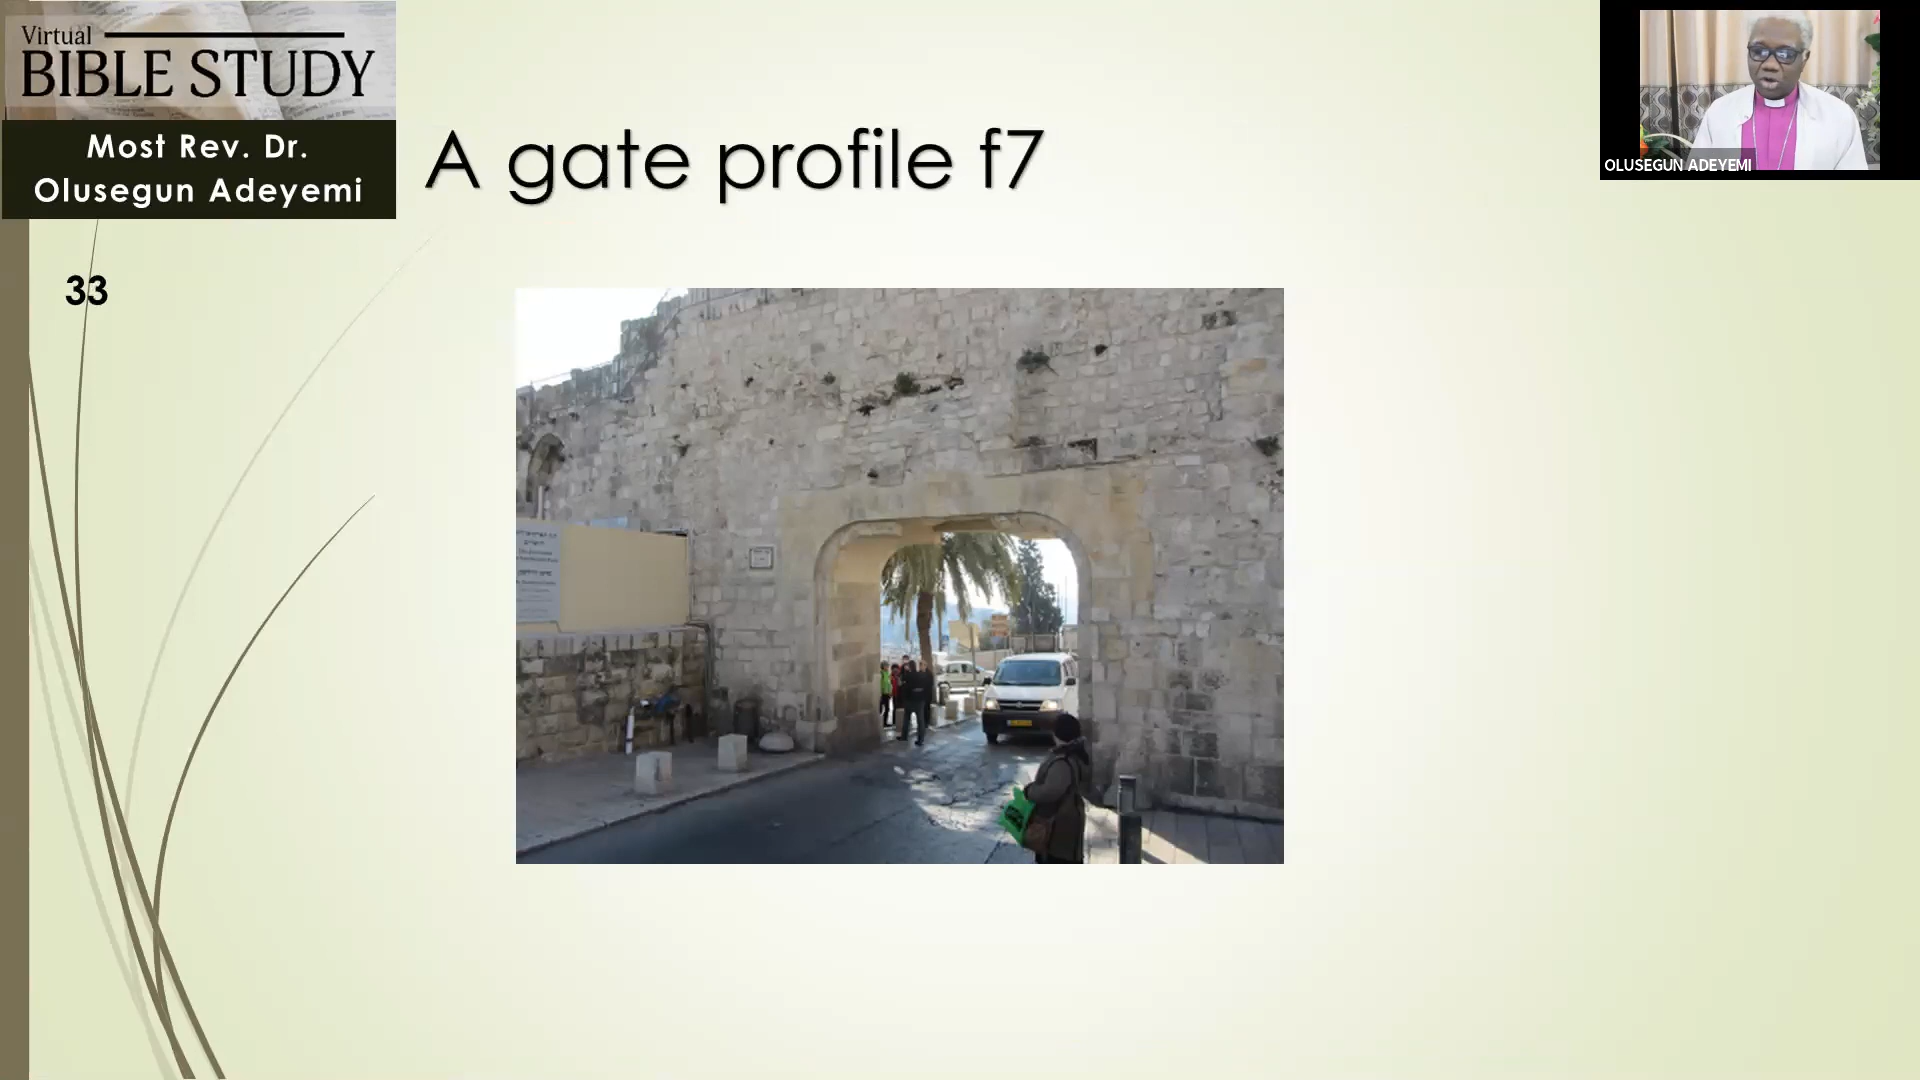 Virtual
BIBLE STUDY
Most Rev. Dr.
Olusegun Adeyemi
A gate profile f7
OLUSEGUN ADEYEMI
33